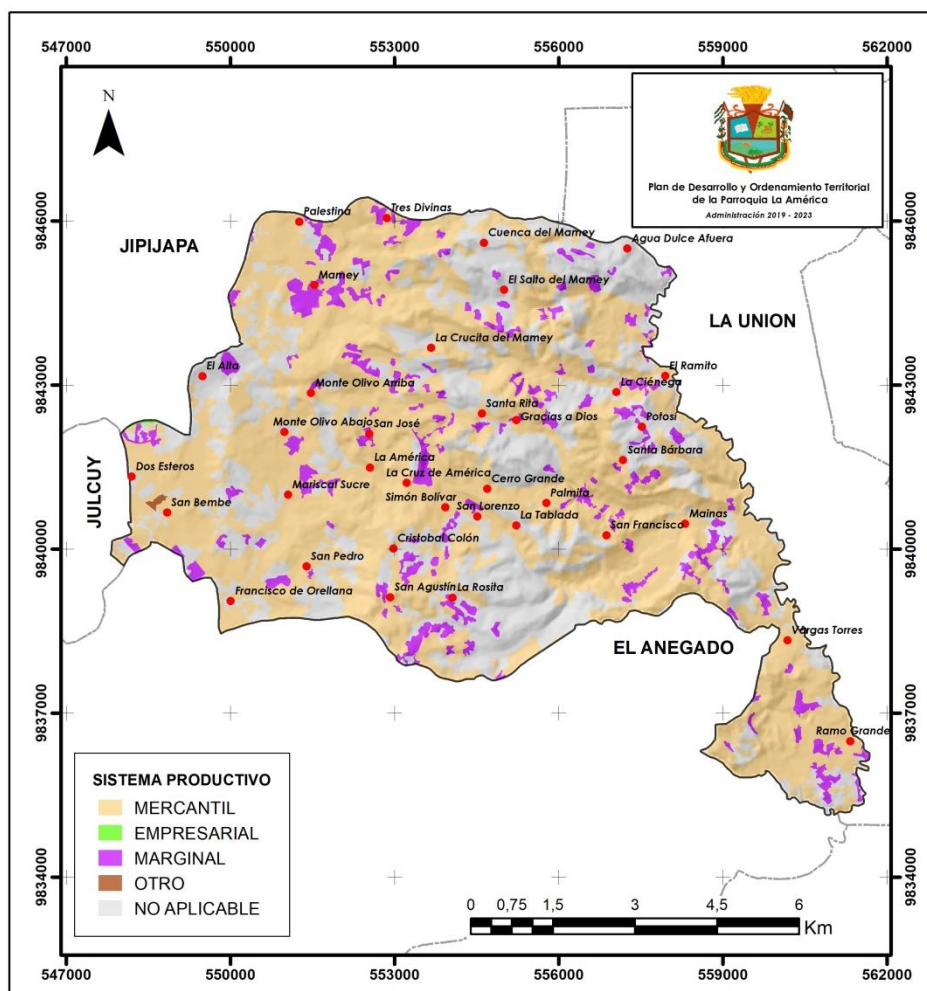 547000 550000 553000 556000 559000 562000
N
Plan de Desarrollo y Ordenamiento Territorial
de la Parroquia La América
Administración 2019 - 2023
9846000
9846000
Palestina
Tres Divinas
JIPIJAPA
Cuenca del Mamey
Agua Dulce Afuera
Mamey
El Salto del Mamey
LA UNION
La Crucita del Mamey
9843000
9843000
El Alta
El Ramito
Monte Olivo Arriba
La Ciénega
Santa Rita
Gracias a Dios
Potosí
Monte Olivo Abajo
San José
Santa Bárbara
La América
Dos Esteros
La Cruz de América
Cerro Grande
Mariscal Sucre
Simón Bolívar
Palmita
JULCUY
San Bembe
San Lorenzo
La Tablada
San Francisco
Mainas
9840000
9840000
Cristobal Colón
San Pedro
Francisco de Orellana
San Agustín
La Rosita
EL ANEGADO
Vargas Torres
9837000
9837000
Ramo Grande
SISTEMA PRODUCTIVO
MERCANTIL
EMPRESARIAL
MARGINAL
OTRO
NO APLICABLE
9834000
9834000
0 0,75 1,5 3 4,5 6
Km
547000 550000 553000 556000 559000 562000